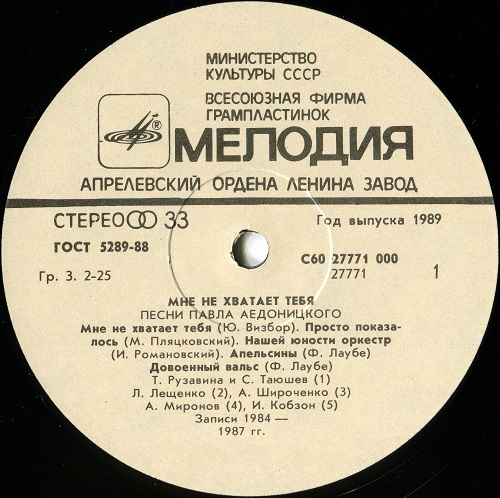 МИНИСТЕРСТВО
КУЛЬТУРЫ СССР
ВСЕСОЮЗНАЯ ФИРМА
ГРАМПЛАСТИНОК
®
МЕЛОДИЯ
АПРЕЛЕВСКИЙ ОРДЕНА ЛЕНИНА ЗАВОД
СТЕРЕО 33
Год выпуска 1989
ГОСТ 5289-88
С60 27771 000
Гр. 3. 2-25
27771
1
МНЕ НЕ ХВАТАЕТ ТЕБЯ
ПЕСНИ ПАВЛА АЕДОНИЦКОГО
Мне не хватает тебя (Ю. Визбор). Просто показа-
лось (М. Пляцковский). Нашей юности оркестр
(И. Романовский). Апельсины (Ф. Лаубе)
Довоенный вальс (Ф. Лаубе)
Т. Рузавина и С. Таюшев (1)
Л. Лещенко (2), А. Широченко (3)
А. Миронов (4), И. Кобзон (5)
Записи 1984 —
1987 гг.